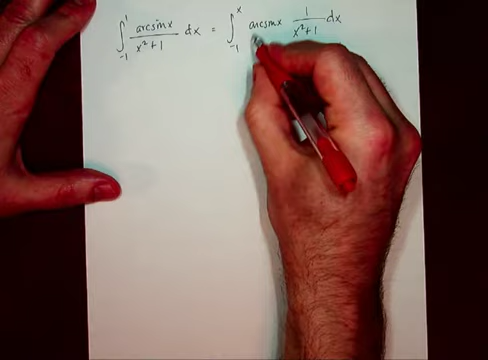 ∫_{-1}^{1} arcsinx / x²+1 dx = ∫_{-1}^{x} arcsinx 1 / x²+1 dx